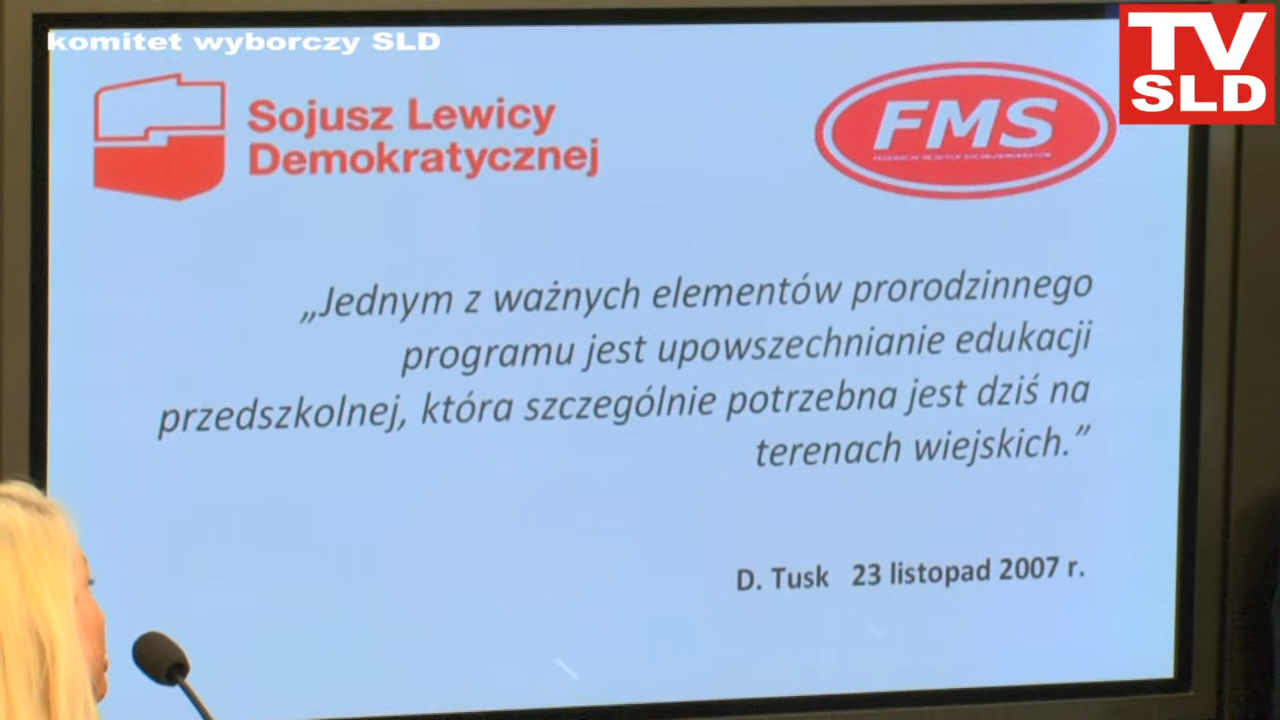 komitet wyborczy SLD
TV
SLD
Sojusz Lewicy
Demokratycznej
FMS
„Jednym z ważnych elementów prorodzinnego
programu jest upowszechnianie edukacji
przedszkolnej, która szczególnie potrzebna jest dziś na
terenach wiejskich.”
D. Tusk 23 listopad 2007 r.